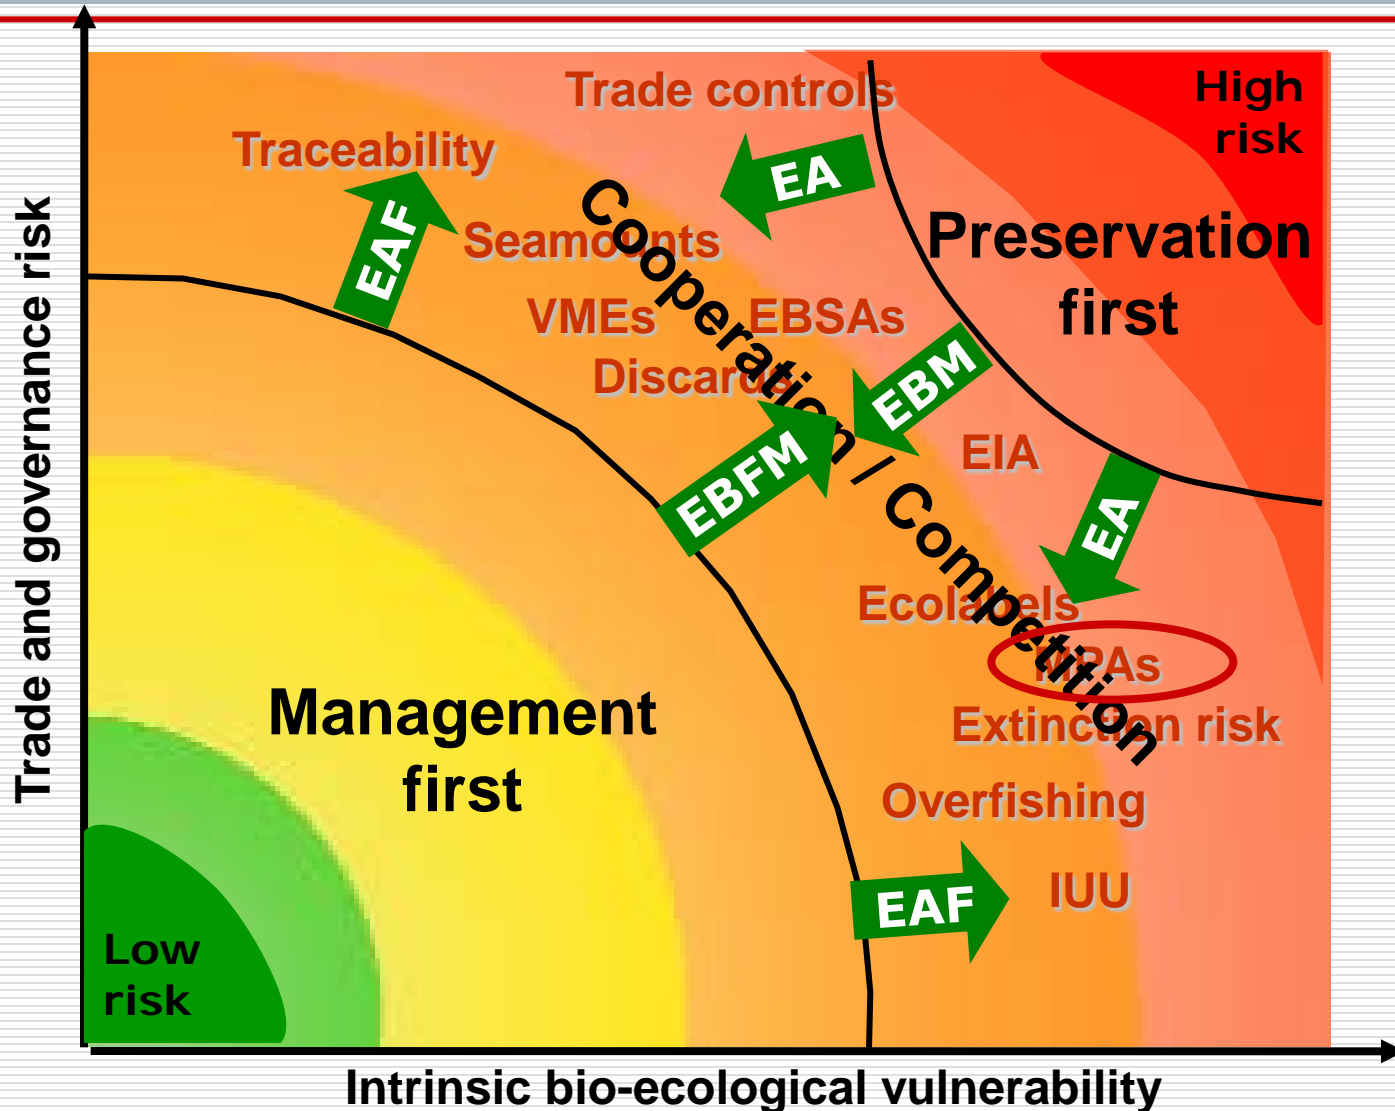 Trade controls
High
risk
Traceability
EA
EAF
Seamounts
Preservation
first
Cooperation / Competition
VMEs
EBSAs
Discards
EBM
EBFM
EIA
EA
Ecolabels
MPAs
Extinction risk
Management
first
Overfishing
IUU
EAF
Low
risk
Trade and governance risk
Intrinsic bio-ecological vulnerability